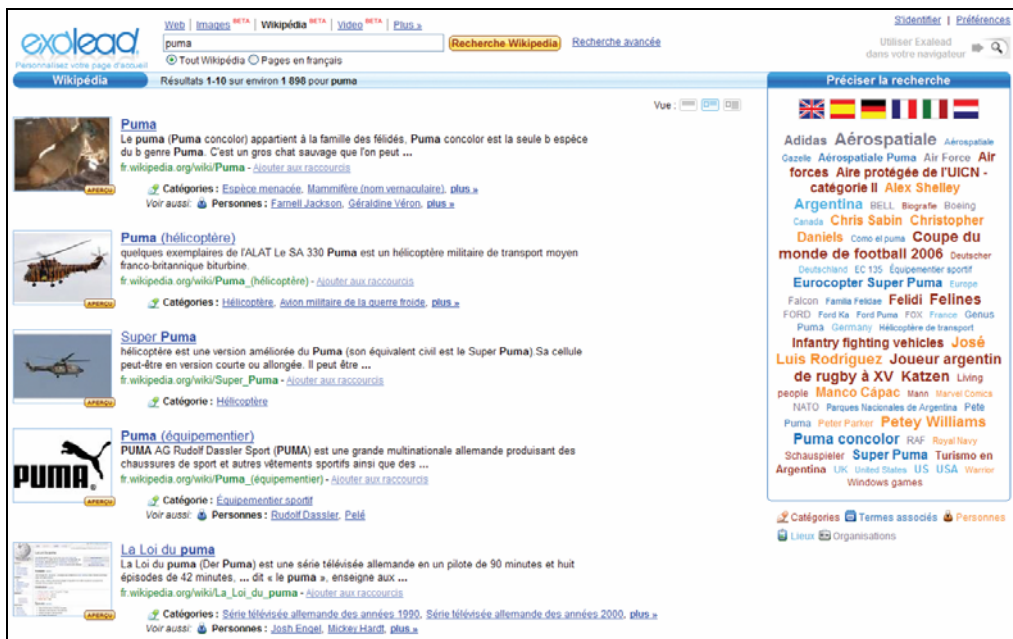 Web | Images BETA | Wikipédia BETA | Video BETA | Plus »
S'identifier | Préférences
exalead
Personnalisez votre page d'accueil
puma
Recherche Wikipedia
Recherche avancée
Tout Wikipédia Pages en français
Utiliser Exalead
dans votre navigateur
Wikipédia
Résultats 1-10 sur environ 1 898 pour puma
Vue :
Puma
Le puma (Puma concolor) appartient à la famille des félidés, Puma concolor est la seule b espèce
du b genre Puma. C'est un gros chat sauvage que l'on peut ...
fr.wikipedia.org/wiki/Puma - Ajouter aux raccourcis
APERÇU
Catégories : Espèce menacée, Mammifère (nom vernaculaire), plus »
Voir aussi: Personnes : Farnell Jackson, Géraldine Véron, plus »
Puma (hélicoptère)
quelques exemplaires de l'ALAT Le SA 330 Puma est un hélicoptère militaire de transport moyen
franco-britannique biturbine.
fr.wikipedia.org/wiki/Puma_(hélicoptère) - Ajouter aux raccourcis
APERÇU
Catégories : Hélicoptère, Avion militaire de la guerre froide, plus »
Super Puma
hélicoptère est une version améliorée du Puma (son équivalent civil est le Super Puma).Sa cellule
peut-être en version courte ou allongée. Il peut être ...
fr.wikipedia.org/wiki/Super_Puma - Ajouter aux raccourcis
APERÇU
Catégorie : Hélicoptère
Puma (équipementier)
PUMA AG Rudolf Dassler Sport (PUMA) est une grande multinationale allemande produisant des
chaussures de sport et autres vêtements sportifs ainsi que des ...
fr.wikipedia.org/wiki/Puma_(équipementier) - Ajouter aux raccourcis
PUMA
APERÇU
Catégorie : Équipementier sportif
Voir aussi: Personnes : Rudolf Dassler, Pelé
La Loi du puma
La Loi du puma (Der Puma) est une série télévisée allemande en un pilote de 90 minutes et huit
épisodes de 42 minutes, ... dit « le puma », enseigne aux ...
fr.wikipedia.org/wiki/La_Loi_du_puma - Ajouter aux raccourcis
APERÇU
Catégories : Série télévisée allemande des années 1990, Série télévisée allemande des années 2000, plus »
Voir aussi: Personnes : Josh Engel, Mickey Hardt, plus »
Préciser la recherche
Adidas Aérospatiale Aérospatiale
Gazelle Aérospatiale Puma Air Force Air
forces Aire protégée de l'UICN -
catégorie II Alex Shelley
Argentina BELL Biografie Boeing
Canada Chris Sabin Christopher
Daniels Como el puma Coupe du
monde de football 2006 Deutscher
Deutschland EC 135 Équipementier sportif
Eurocopter Super Puma Europe
Falcon Familia Felidae Felidi Felines
FORD Ford Ka Ford Puma FOX France Genus
Puma Germany Hélicoptère de transport
Infantry fighting vehicles José
Luis Rodriguez Joueur argentin
de rugby à XV Katzen Living
people Manco Cápac Mann Marvel Comics
NATO Parques Nacionales de Argentina Pete
Puma Peter Parker Petey Williams
Puma concolor RAF Royal Navy
Schauspieler Super Puma Turismo en
Argentina UK United States US USA Warrior
Windows games
Catégories Termes associés Personnes
Lieux Organisations